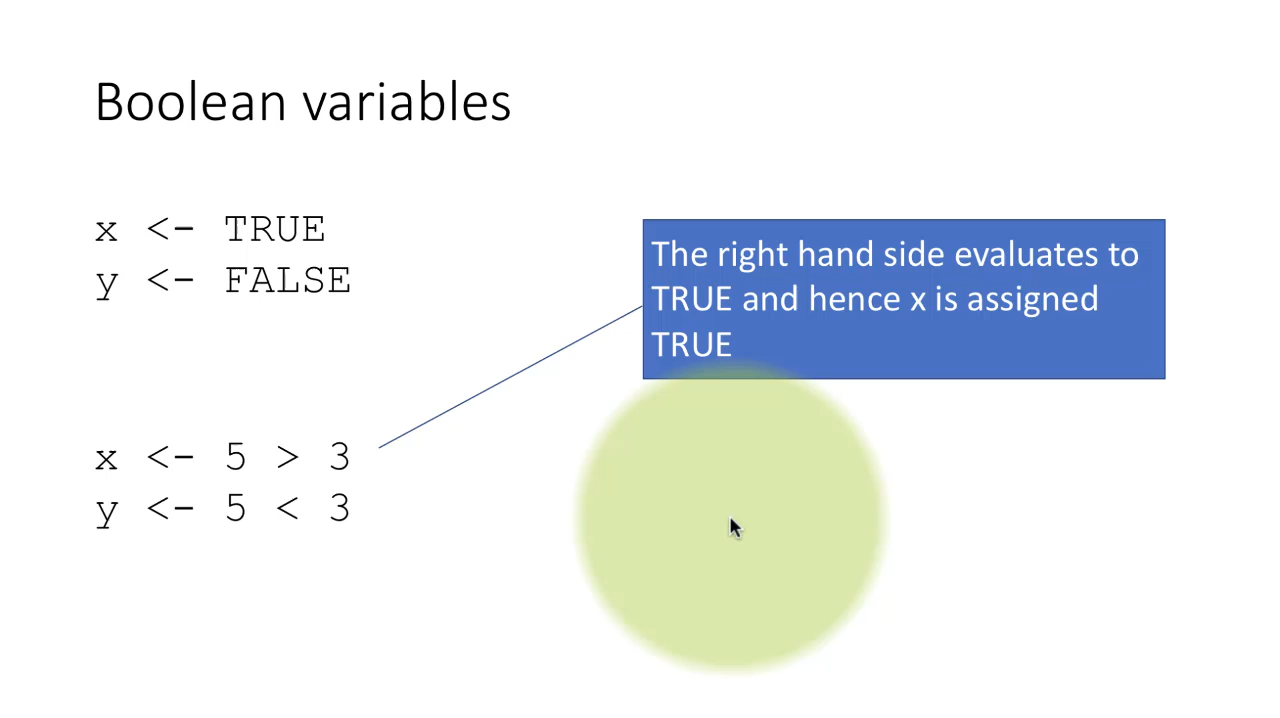 Boolean variables
x <- TRUE
y <- FALSE
The right hand side evaluates to
TRUE and hence x is assigned
TRUE
x <- 5 > 3
y <- 5 < 3